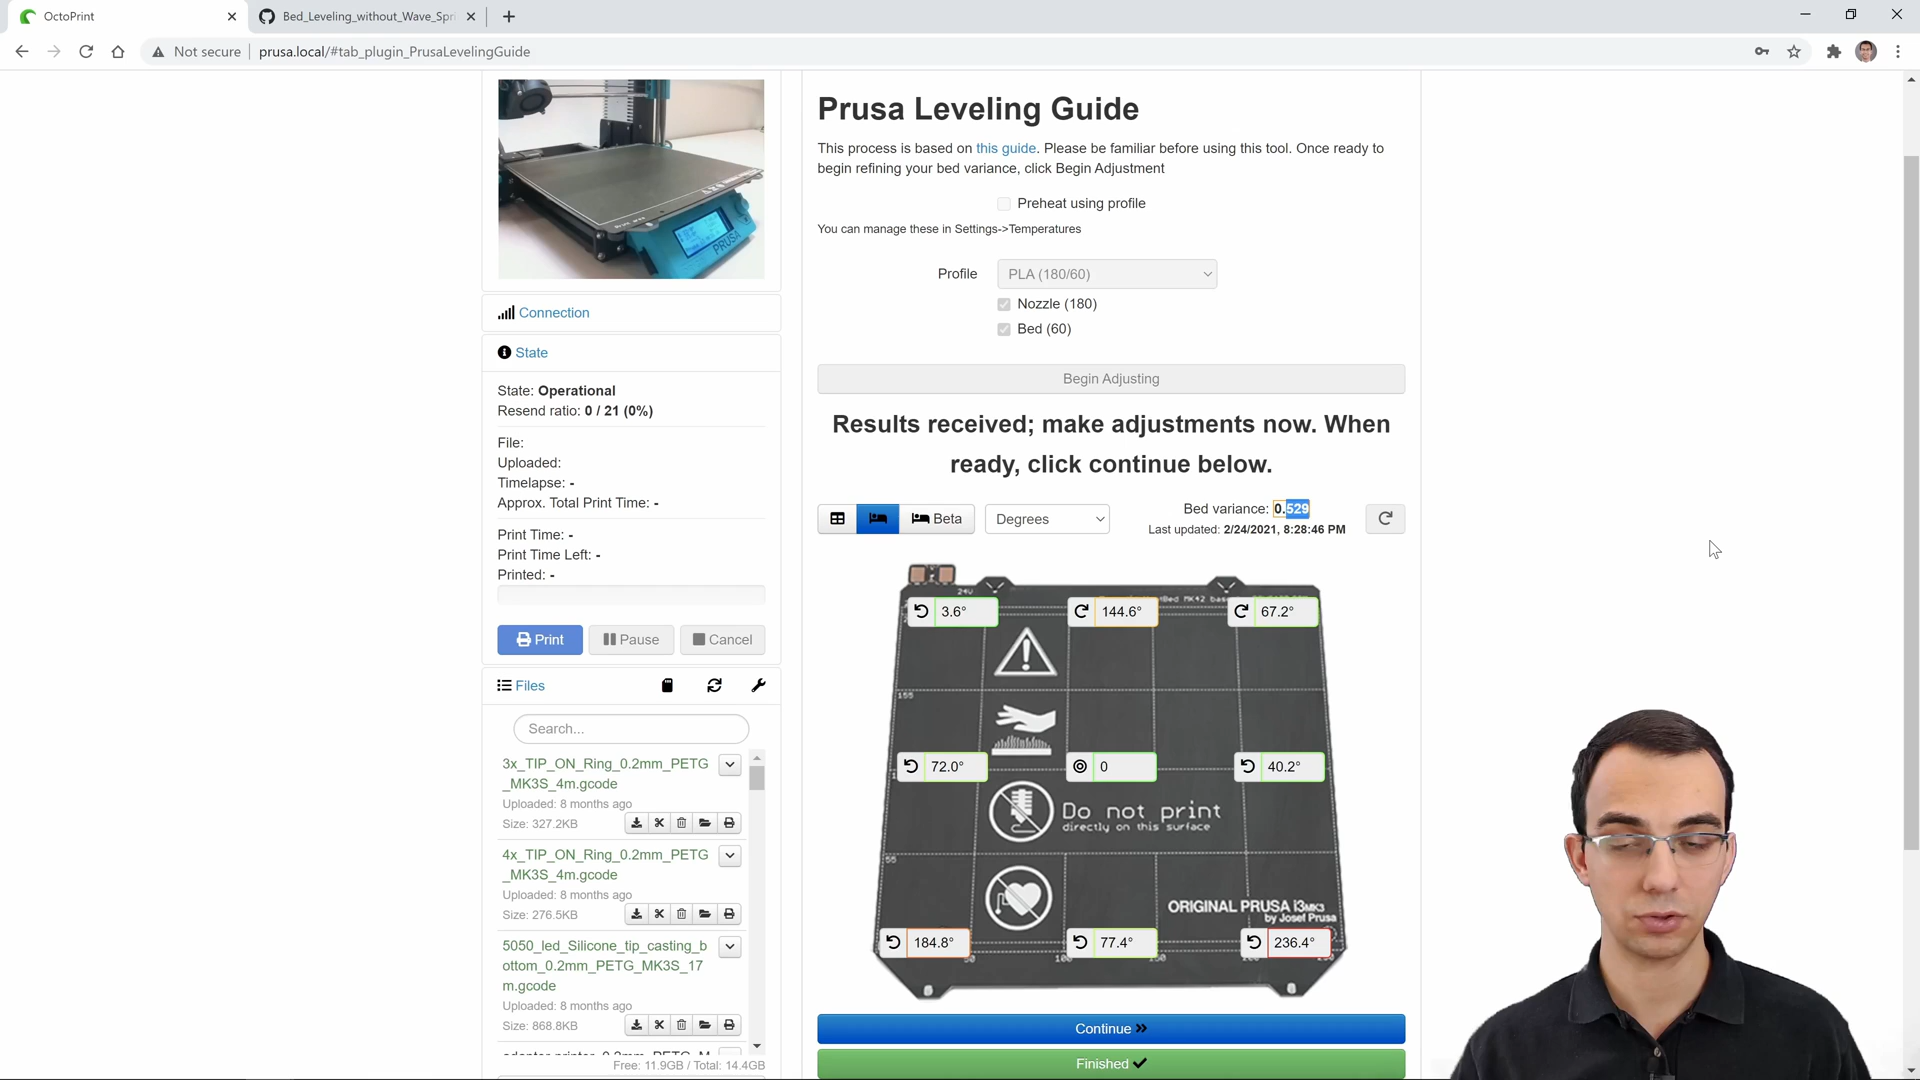 OctoPrint
Bed_Leveling_without_Wave_Spri
Not secure
prusa.local/#tab_plugin_PrusaLevelingGuide
PRUSA
Connection
State
State: Operational
Resend ratio: 0 / 21 (0%)
File:
Uploaded:
Timelapse: -
Approx. Total Print Time: -
Print Time: -
Print Time Left: -
Printed: -
Print
Pause
Cancel
Files
Search...
3x_TIP_ON_Ring_0.2mm_PETG
_MK3S_4m.gcode
Uploaded: 8 months ago
Size: 327.2KB
4x_TIP_ON_Ring_0.2mm_PETG
_MK3S_4m.gcode
Uploaded: 8 months ago
Size: 276.5KB
5050_led_Silicone_tip_casting_b
ottom_0.2mm_PETG_MK3S_17
m.gcode
Uploaded: 8 months ago
Size: 868.8KB
Free: 11.9GB / Total: 14.4GB
Prusa Leveling Guide
This process is based on this guide. Please be familiar before using this tool. Once ready to
begin refining your bed variance, click Begin Adjustment
Preheat using profile
You can manage these in Settings->Temperatures
Profile
PLA (180/60)
Nozzle (180)
Bed (60)
Begin Adjusting
Results received; make adjustments now. When
ready, click continue below.
Beta
Degrees
Bed variance: 0.529
Last updated: 2/24/2021, 8:28:46 PM
24V
MK42
3.6°
144.6°
67.2°
155
72.0°
0
40.2°
Do not print
directly on this surface
55
ORIGINAL PRUSA i3MK3
by Josef Prusa
184.8°
77.4°
236.4°
Continue
Finished